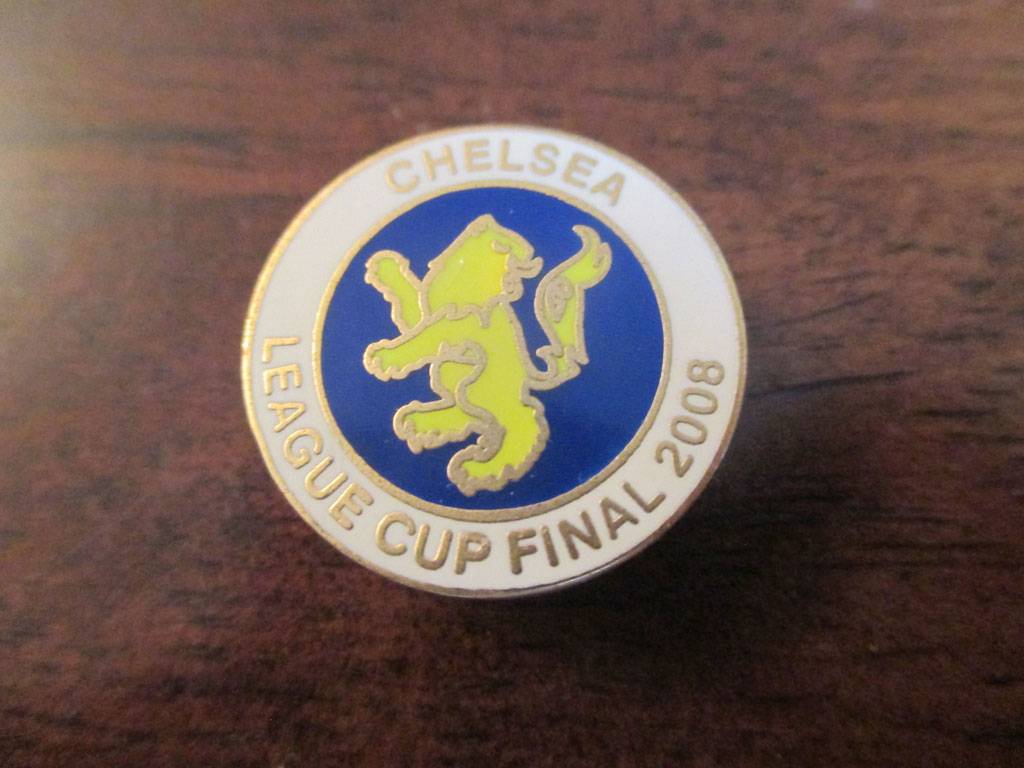 CHELSEA
LEAGUE CUP FINAL 2008